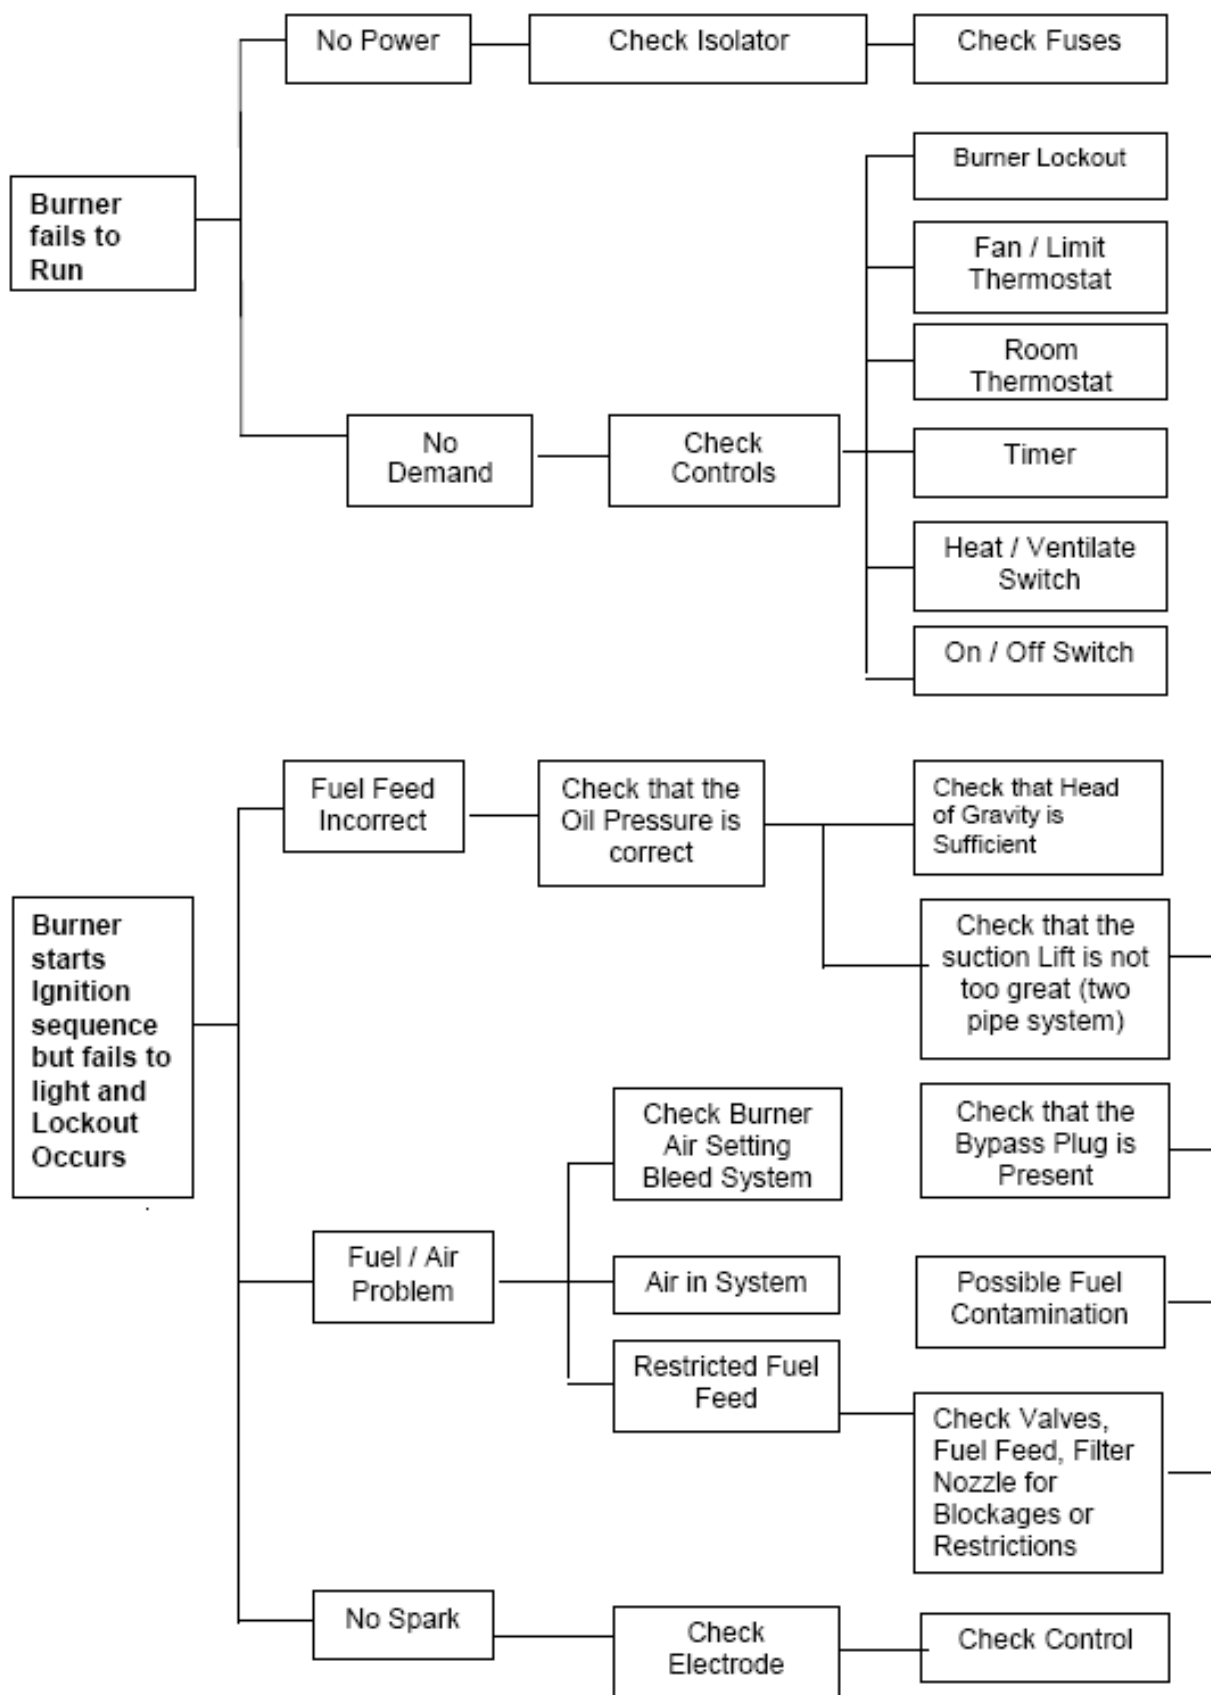 No Power
Check Isolator
Check Fuses
Burner
fails to
Run
Burner Lockout
Fan / Limit
Thermostat
Room
Thermostat
No
Demand
Check
Controls
Timer
Heat / Ventilate
Switch
On / Off Switch
Fuel Feed
Incorrect
Check that the
Oil Pressure is
correct
Check that Head
of Gravity is
Sufficient
Burner
starts
Ignition
sequence
but fails to
light and
Lockout
Occurs
Check that the
suction Lift is not
too great (two
pipe system)
Check Burner
Air Setting
Bleed System
Check that the
Bypass Plug is
Present
Fuel / Air
Problem
Air in System
Possible Fuel
Contamination
Restricted Fuel
Feed
Check Valves,
Fuel Feed, Filter
Nozzle for
Blockages or
Restrictions
No Spark
Check
Electrode
Check Control